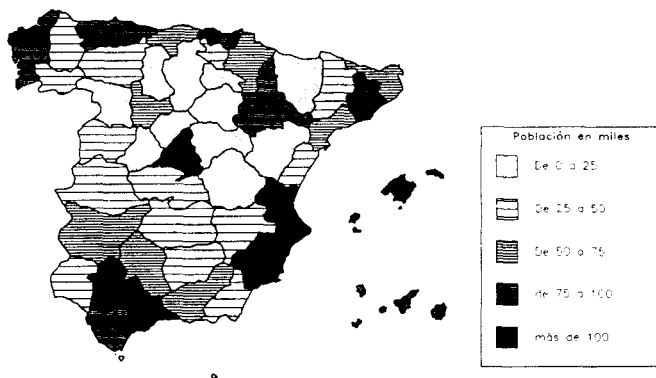 Población en miles
De 0 a 25
De 25 a 50
De 50 a 75
de 75 a 100
más de 100